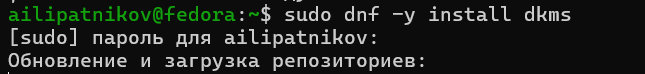 ailipatnikov@fedora:~$ sudo dnf -y install dkms
[sudo] пароль для ailipatnikov:
Обновление и загрузка репозиториев: